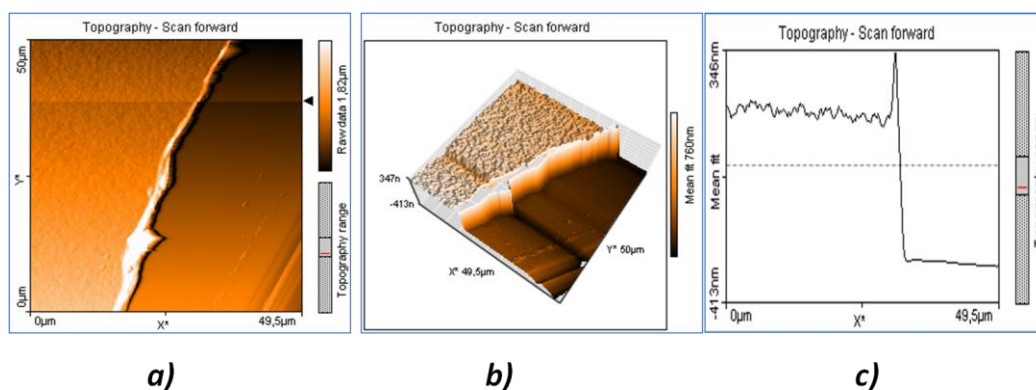 Topography - Scan forward
50µm
Y*
0µm
0µm
X*
49,5µm
Raw data 1,82µm
Topography range
Topography - Scan forward
347n
-413n
X* 49,5µm
Y* 50µm
Mean fit 760nm
Topography - Scan forward
346nm
Mean fit
-413nm
0µm
X*
49,5µm
a)
b)
c)